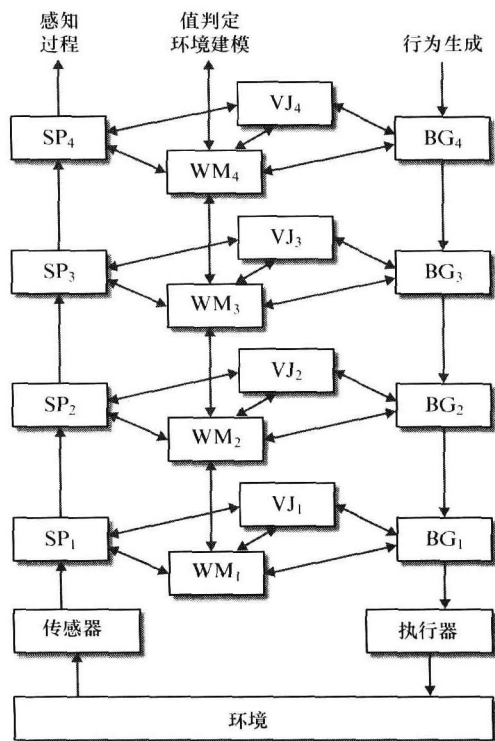 感知
过程
值判定
环境建模
行为生成
VJ₄
SP₄
BG₄
WM₄
VJ₃
SP₃
BG₃
WM₃
VJ₂
SP₂
BG₂
WM₂
VJ₁
SP₁
BG₁
WM₁
传感器
执行器
环境